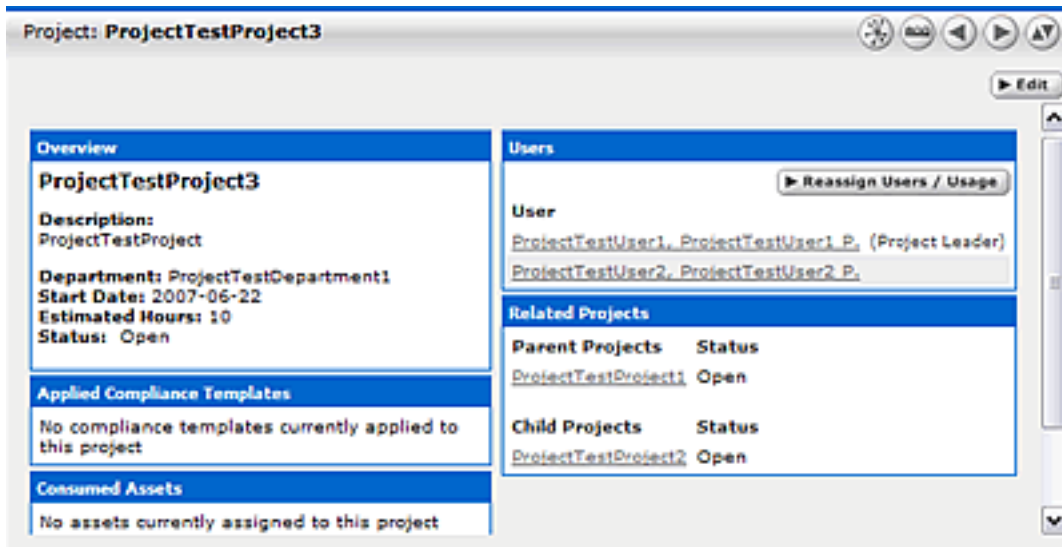 Project: ProjectTestProject3
Edit
Overview
ProjectTestProject3
Description:
ProjectTestProject
Department: ProjectTestDepartment1
Start Date: 2007-06-22
Estimated Hours: 10
Status: Open
Applied Compliance Templates
No compliance templates currently applied to
this project
Consumed Assets
No assets currently assigned to this project
Users
Reassign Users / Usage
User
ProjectTestUser1, ProjectTestUser1 P. (Project Leader)
ProjectTestUser2, ProjectTestUser2 P.
Related Projects
Parent Projects Status
ProjectTestProject1 Open
Child Projects Status
ProjectTestProject2 Open